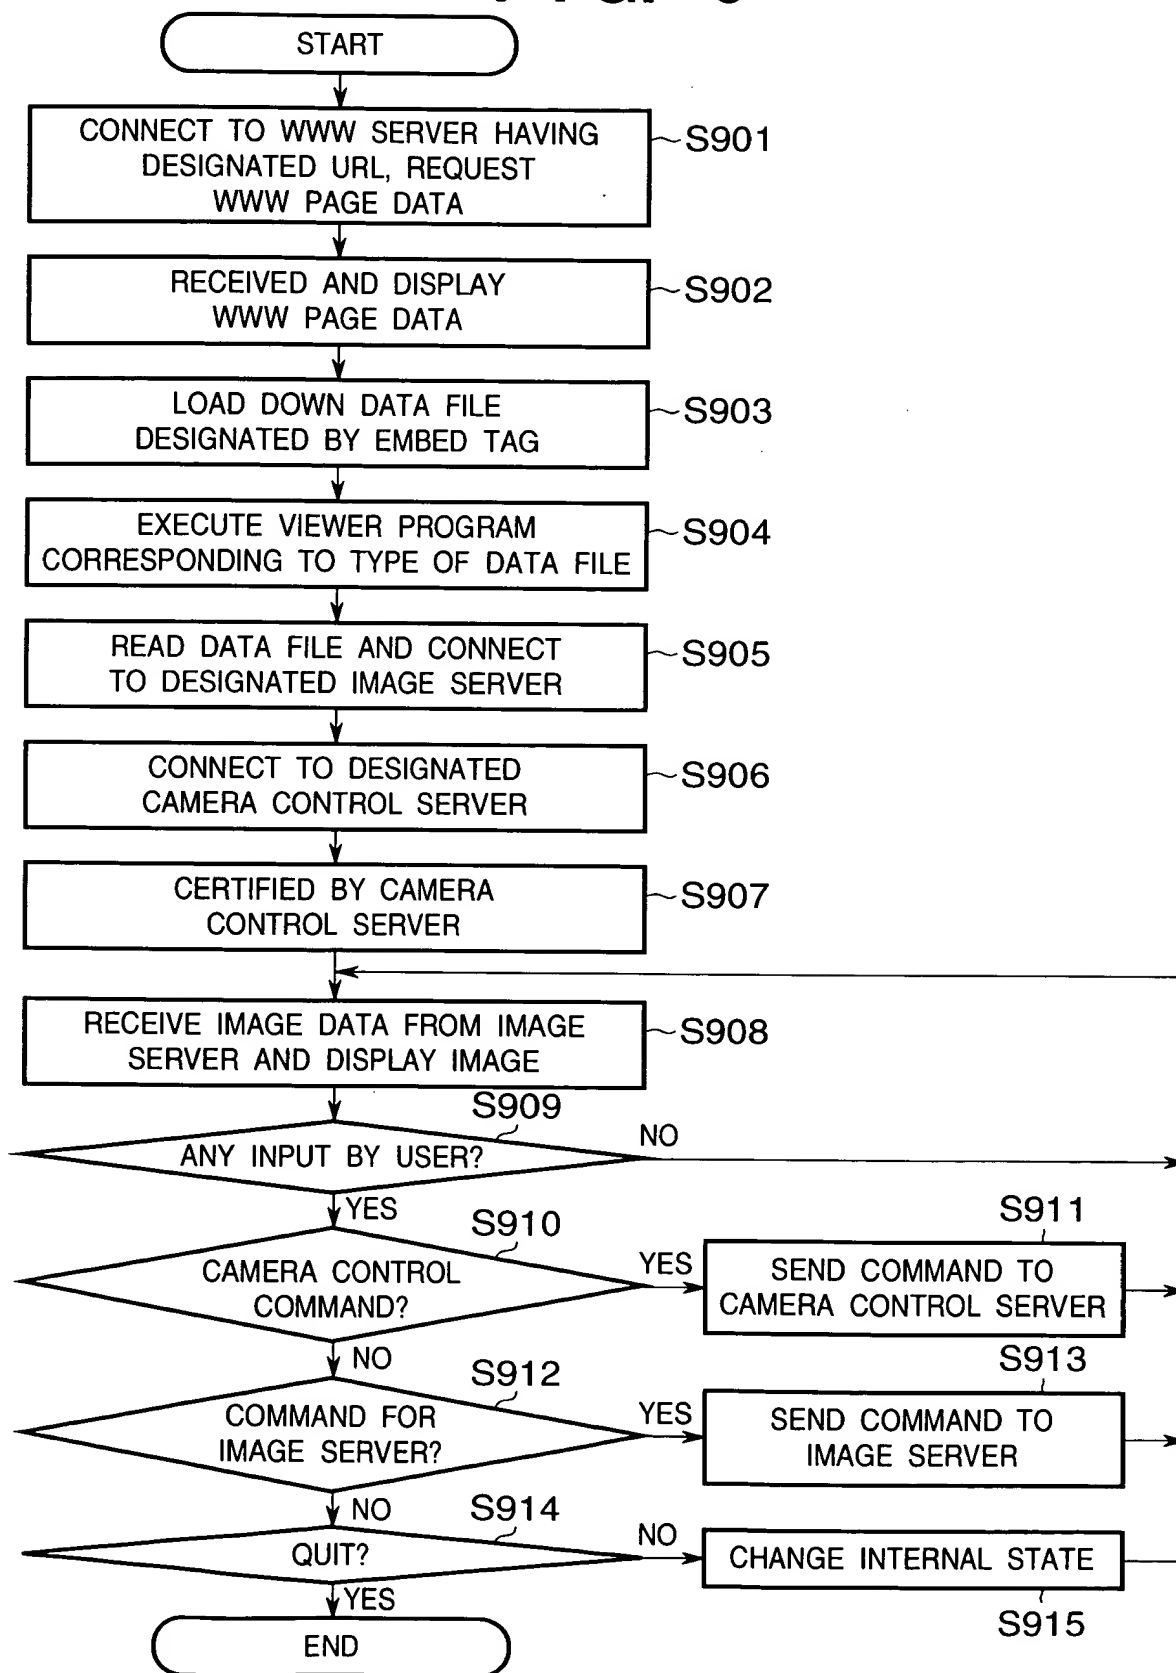 START
CONNECT TO WWW SERVER HAVING
DESIGNATED URL, REQUEST
WWW PAGE DATA
S901
RECEIVED AND DISPLAY
WWW PAGE DATA
S902
LOAD DOWN DATA FILE
DESIGNATED BY EMBED TAG
S903
EXECUTE VIEWER PROGRAM
CORRESPONDING TO TYPE OF DATA FILE
S904
READ DATA FILE AND CONNECT
TO DESIGNATED IMAGE SERVER
S905
CONNECT TO DESIGNATED
CAMERA CONTROL SERVER
S906
CERTIFIED BY CAMERA
CONTROL SERVER
S907
RECEIVE IMAGE DATA FROM IMAGE
SERVER AND DISPLAY IMAGE
S908
S909
ANY INPUT BY USER?
NO
YES
S910
CAMERA CONTROL
COMMAND?
YES
S911
SEND COMMAND TO
CAMERA CONTROL SERVER
NO
S912
COMMAND FOR
IMAGE SERVER?
YES
S913
SEND COMMAND TO
IMAGE SERVER
NO
S914
QUIT?
NO
CHANGE INTERNAL STATE
S915
YES
END